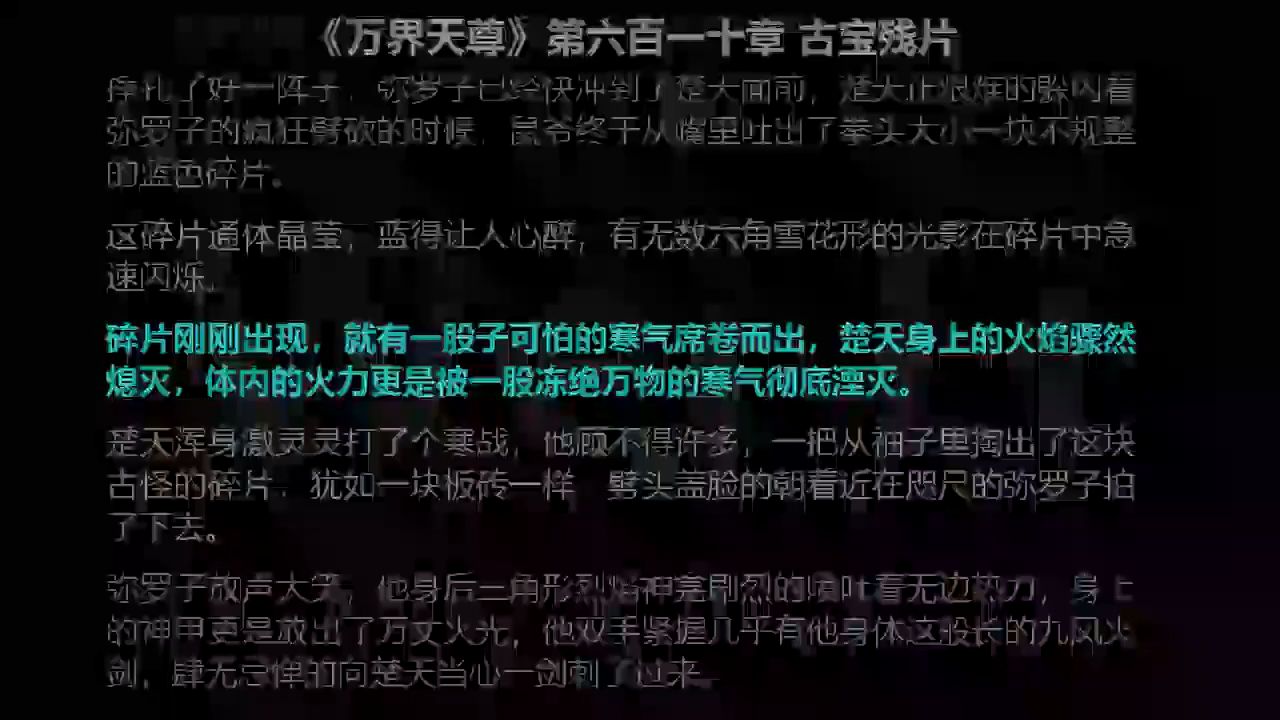 《万界天尊》第六百一十章 古宝残片
挣扎了好一阵子，弥罗子已经快冲到了楚天面前，楚天正狼狈的躲闪着
弥罗子的疯狂劈砍的时候，鼠爷终于从嘴里吐出了拳头大小一块不规整
的蓝色碎片。
这碎片通体晶莹，蓝得让人心醉，有无数六角雪花形的光影在碎片中急
速闪烁。
碎片刚刚出现，就有一股子可怕的寒气席卷而出，楚天身上的火焰骤然
熄灭，体内的火力更是被一股冻绝万物的寒气彻底湮灭。
楚天浑身激灵灵打了个寒战，他顾不得许多，一把从袖子里掏出了这块
古怪的碎片，犹如一块板砖一样，劈头盖脸的朝着近在咫尺的弥罗子拍
了下去。
弥罗子放声大笑，他身后三角形烈焰神竟剧烈的喷吐着无边热力，身上
的神甲更是放出了万丈火光，他双手紧握几乎有他身体这般长的九凤火
剑，肆无忌惮的向楚天当心一剑刺了过来。